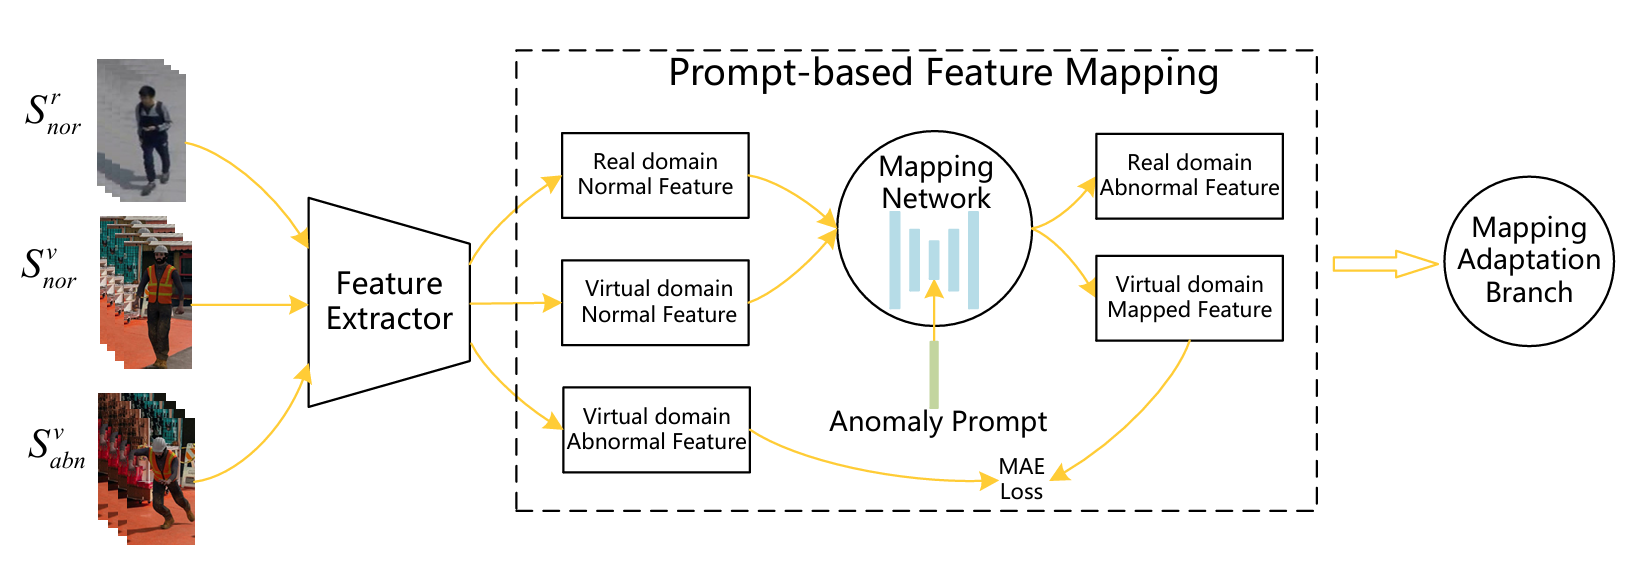 Prompt-based Feature Mapping
S^r_nor
S^v_nor
S^v_abn
Feature
Extractor
Real domain
Normal Feature
Virtual domain
Normal Feature
Virtual domain
Abnormal Feature
Mapping
Network
Anomaly Prompt
Real domain
Abnormal Feature
Virtual domain
Mapped Feature
MAE
Loss
Mapping
Adaptation
Branch